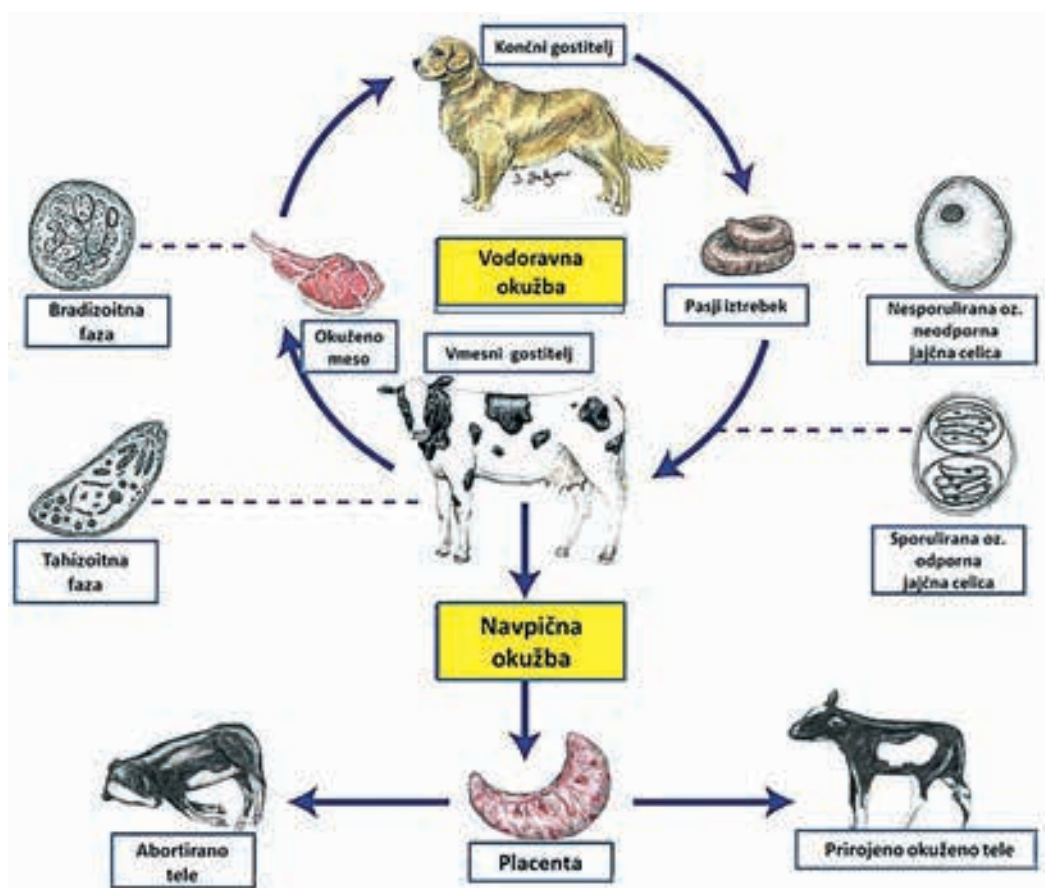 Končni gostitelj
Vodoravna
okužba
Bradizoitna
faza
Okuženo
meso
Vmesni gostitelj
Pasji iztrebek
Nesporulirana oz.
neodporna
jajčna celica
Tahizoitna
faza
Sporulirana oz.
odporna
jajčna celica
Navpična
okužba
Abortirano
tele
Placenta
Prirojeno okuženo tele